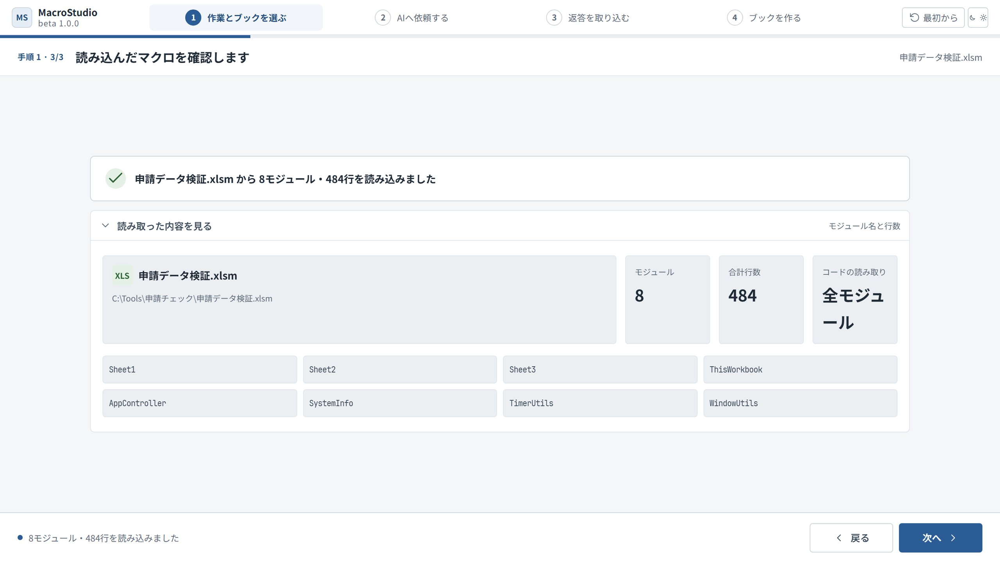 MS
MacroStudio
beta 1.0.0
1 作業とブックを選ぶ
2 AIへ依頼する
3 返答を取り込む
4 ブックを作る
最初から
手順 1・3/3
読み込んだマクロを確認します
申請データ検証.xlsm
申請データ検証.xlsm から 8モジュール・484行を読み込みました
読み取った内容を見る
モジュール名と行数
XLS
申請データ検証.xlsm
C:\Tools\申請チェック\申請データ検証.xlsm
モジュール
8
合計行数
484
コードの読み取り
全モジュ
ール
Sheet1
Sheet2
Sheet3
ThisWorkbook
AppController
SystemInfo
TimerUtils
WindowUtils
8モジュール・484行を読み込みました
戻る
次へ